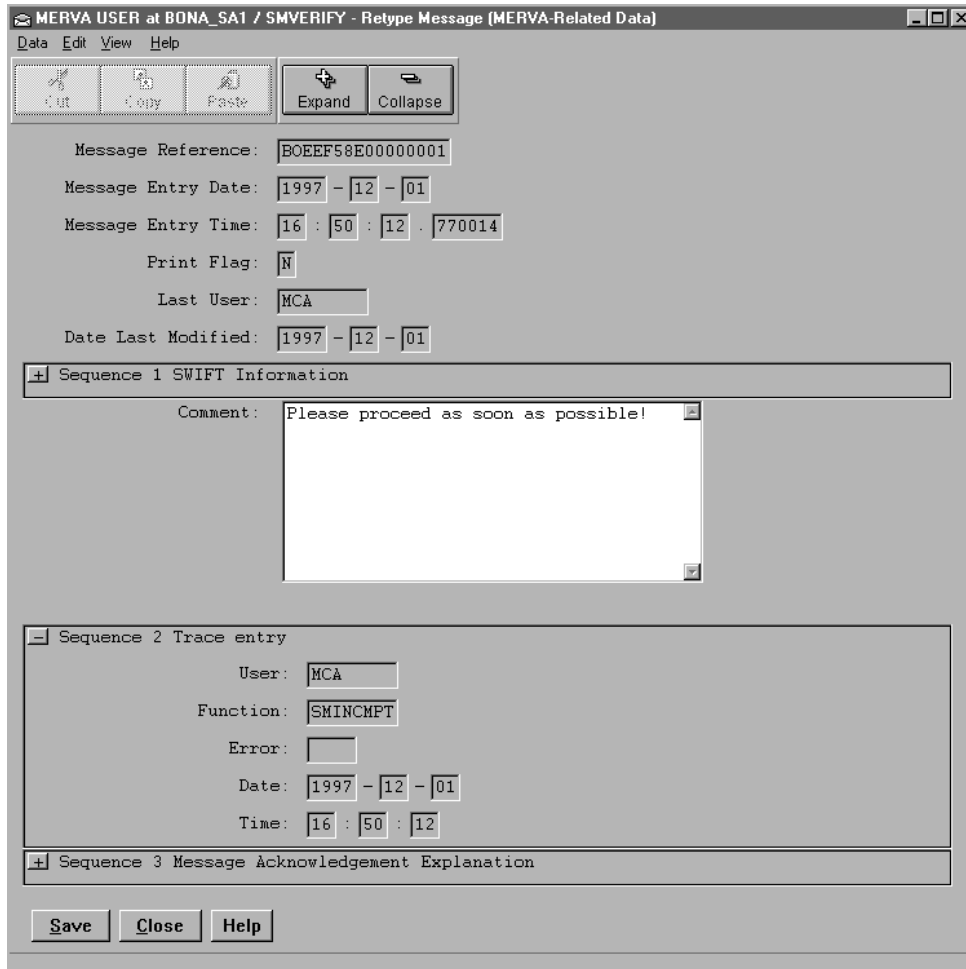 MERVA USER at BONA_SA1 / SMVERIFY - Retype Message (MERVA-Related Data)
Data Edit View Help
Cut Copy Paste Expand Collapse
Message Reference: BOEEF58E00000001
Message Entry Date: 1997 - 12 - 01
Message Entry Time: 16 : 50 : 12 . 770014
Print Flag: N
Last User: MCA
Date Last Modified: 1997 - 12 - 01
+ Sequence 1 SWIFT Information
Comment: Please proceed as soon as possible!
- Sequence 2 Trace entry
User: MCA
Function: SMINCMPT
Error:
Date: 1997 - 12 - 01
Time: 16 : 50 : 12
+ Sequence 3 Message Acknowledgement Explanation
Save Close Help